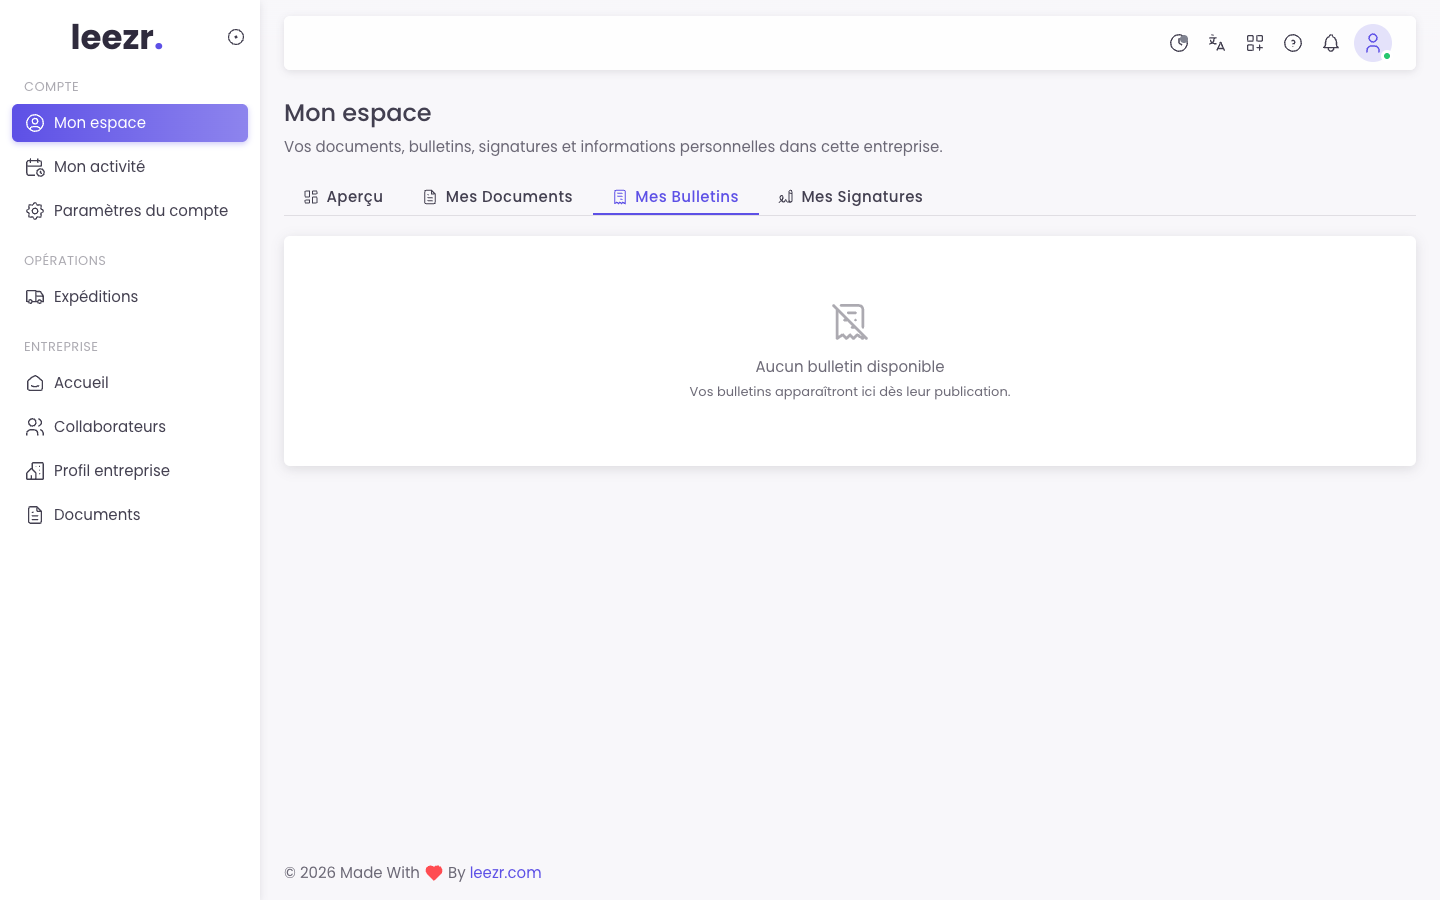 leezr.
COMPTE
Mon espace
Mon activité
Paramètres du compte
OPÉRATIONS
Expéditions
ENTREPRISE
Accueil
Collaborateurs
Profil entreprise
Documents
Mon espace
Vos documents, bulletins, signatures et informations personnelles dans cette entreprise.
Aperçu
Mes Documents
Mes Bulletins
Mes Signatures
Aucun bulletin disponible
Vos bulletins apparaîtront ici dès leur publication.
© 2026 Made With ❤ By leezr.com